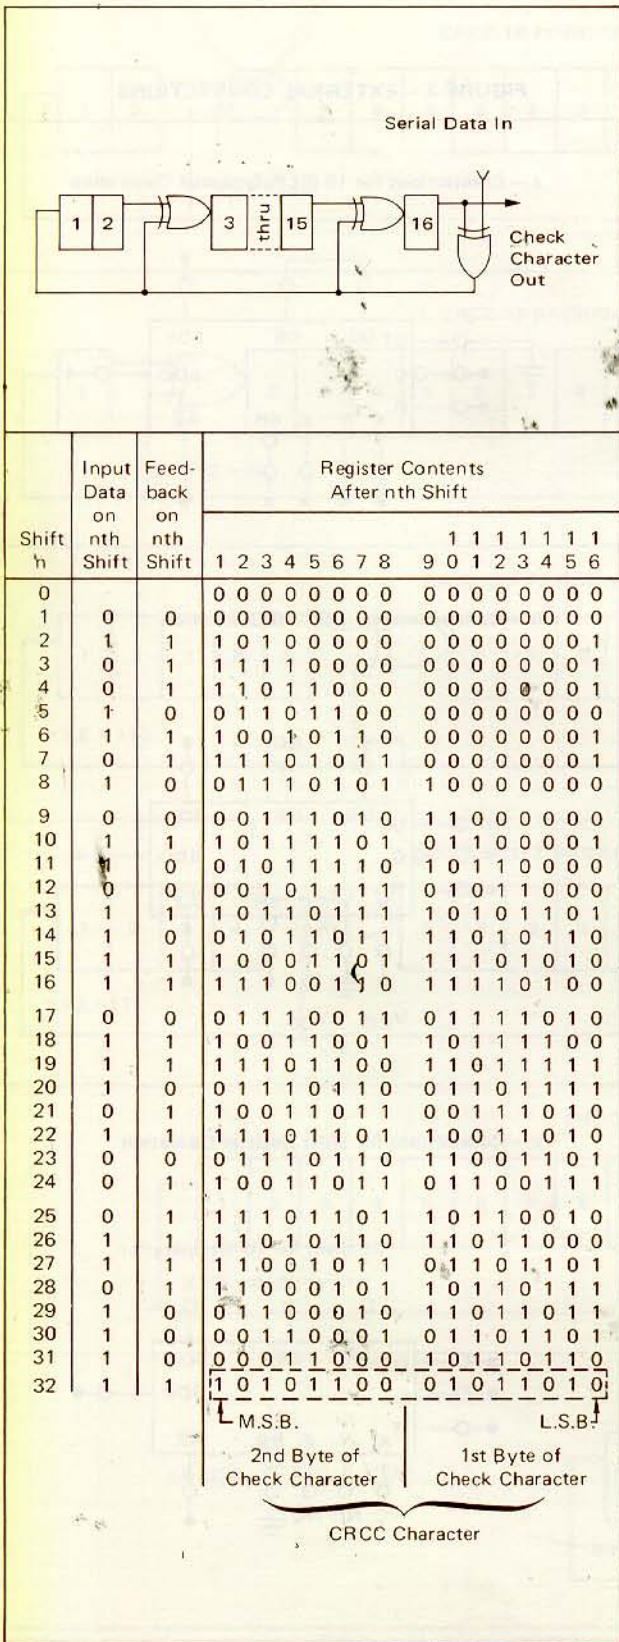 Serial Data In
1 2 3 thru 15 16
Check
Character
Out
Input Feed- Register Contents
Data back After nth Shift
on on
Shift nth nth 1 1 1 1 1 1 1
n Shift Shift 1 2 3 4 5 6 7 8 9 0 1 2 3 4 5 6
0 0 0 0 0 0 0 0 0 0 0 0 0 0 0 0 0
1 0 0 0 0 0 0 0 0 0 0 0 0 0 0 0 0 0 0 0
2 1 1 1 0 1 0 0 0 0 0 0 0 0 0 0 0 0 1
3 0 1 1 1 1 1 0 0 0 0 0 0 0 0 0 0 0 1
4 0 1 1 1 0 1 1 0 0 0 0 0 0 0 0 0 0 1
5 1 0 0 1 1 0 1 1 0 0 0 0 0 0 0 0 0 0
6 1 1 1 0 0 1 0 1 1 0 0 0 0 0 0 0 0 1
7 0 1 1 1 1 0 1 0 1 1 0 0 0 0 0 0 0 1
8 1 0 0 1 1 1 0 1 0 1 1 0 0 0 0 0 0 0
9 0 0 0 0 1 1 1 0 1 0 1 1 0 0 0 0 0 0
10 1 1 1 0 1 1 1 1 0 1 0 1 1 0 0 0 0 1
11 1 0 0 1 0 1 1 1 1 0 1 0 1 1 0 0 0 0
12 0 0 0 0 1 0 1 1 1 1 0 1 0 1 1 0 0 0
13 1 1 1 0 1 1 0 1 1 1 1 0 1 0 1 1 0 1
14 1 0 0 1 0 1 1 0 1 1 1 1 0 1 0 1 1 0
15 1 1 1 0 0 0 1 1 0 1 1 1 1 0 1 0 1 0
16 1 1 1 1 1 0 0 1 1 0 1 1 1 1 0 1 0 0
17 0 0 0 1 1 1 0 0 1 1 0 1 1 1 1 0 1 0
18 1 1 1 0 0 1 1 0 0 1 1 0 1 1 1 1 0 0
19 1 1 1 1 1 0 1 1 0 0 1 1 0 1 1 1 1 1
20 1 0 0 1 1 1 0 1 1 0 0 1 1 0 1 1 1 1
21 0 1 1 0 0 1 1 0 1 1 0 0 1 1 0 1 1 0
22 1 1 1 1 1 0 1 1 0 1 1 0 0 1 1 0 1 0
23 0 0 0 1 1 1 0 1 1 0 1 1 0 0 1 1 0 1
24 0 1 1 0 0 1 1 0 1 1 0 1 1 0 0 1 1 1
25 0 1 1 1 1 0 1 1 0 1 1 0 1 1 0 0 1 0
26 1 1 1 1 0 1 0 1 1 0 1 1 0 1 1 0 0 0
27 1 1 1 1 0 0 1 0 1 1 0 1 1 0 1 1 0 1
28 0 1 1 1 0 0 0 1 0 1 1 0 1 1 0 1 1 1
29 1 0 0 1 1 0 0 0 1 0 1 1 0 1 1 0 1 1
30 1 0 0 0 1 1 0 0 0 1 0 1 1 0 1 1 0 1
31 1 0 0 0 0 1 1 0 0 0 1 0 1 1 0 1 1 0
32 1 1 1 0 1 0 1 1 0 0 0 1 0 1 1 0 1 0
M.S.B. L.S.B.
2nd Byte of 1st Byte of
Check Character Check Character
CRCC Character